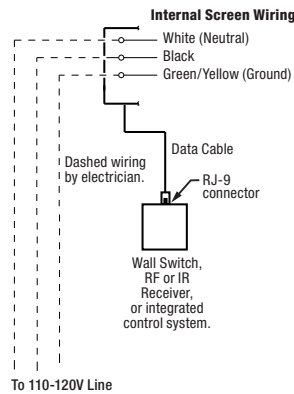 Internal Screen Wiring
White (Neutral)
Black
Green/Yellow (Ground)
Data Cable
Dashed wiring
by electrician.
RJ-9
connector
Wall Switch,
RF or IR
Receiver,
or integrated
control system.
To 110-120V Line